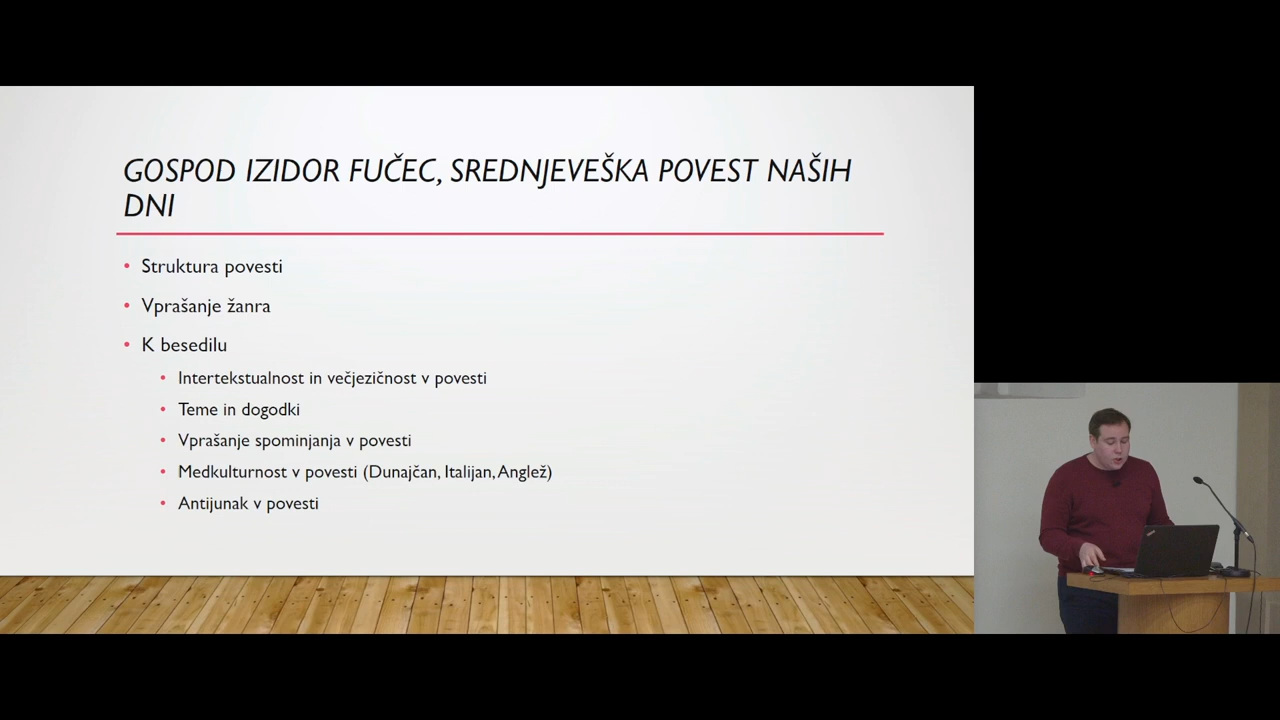 GOSPOD IZIDOR FUČEC, SREDNJEVEŠKA POVEST NAŠIH
DNI
• Struktura povesti
• Vprašanje žanra
• K besedilu
• Intertekstualnost in večjezičnost v povesti
• Teme in dogodki
• Vprašanje spominjanja v povesti
• Medkulturnost v povesti (Dunajčan, Italijan, Anglež)
• Antijunak v povesti